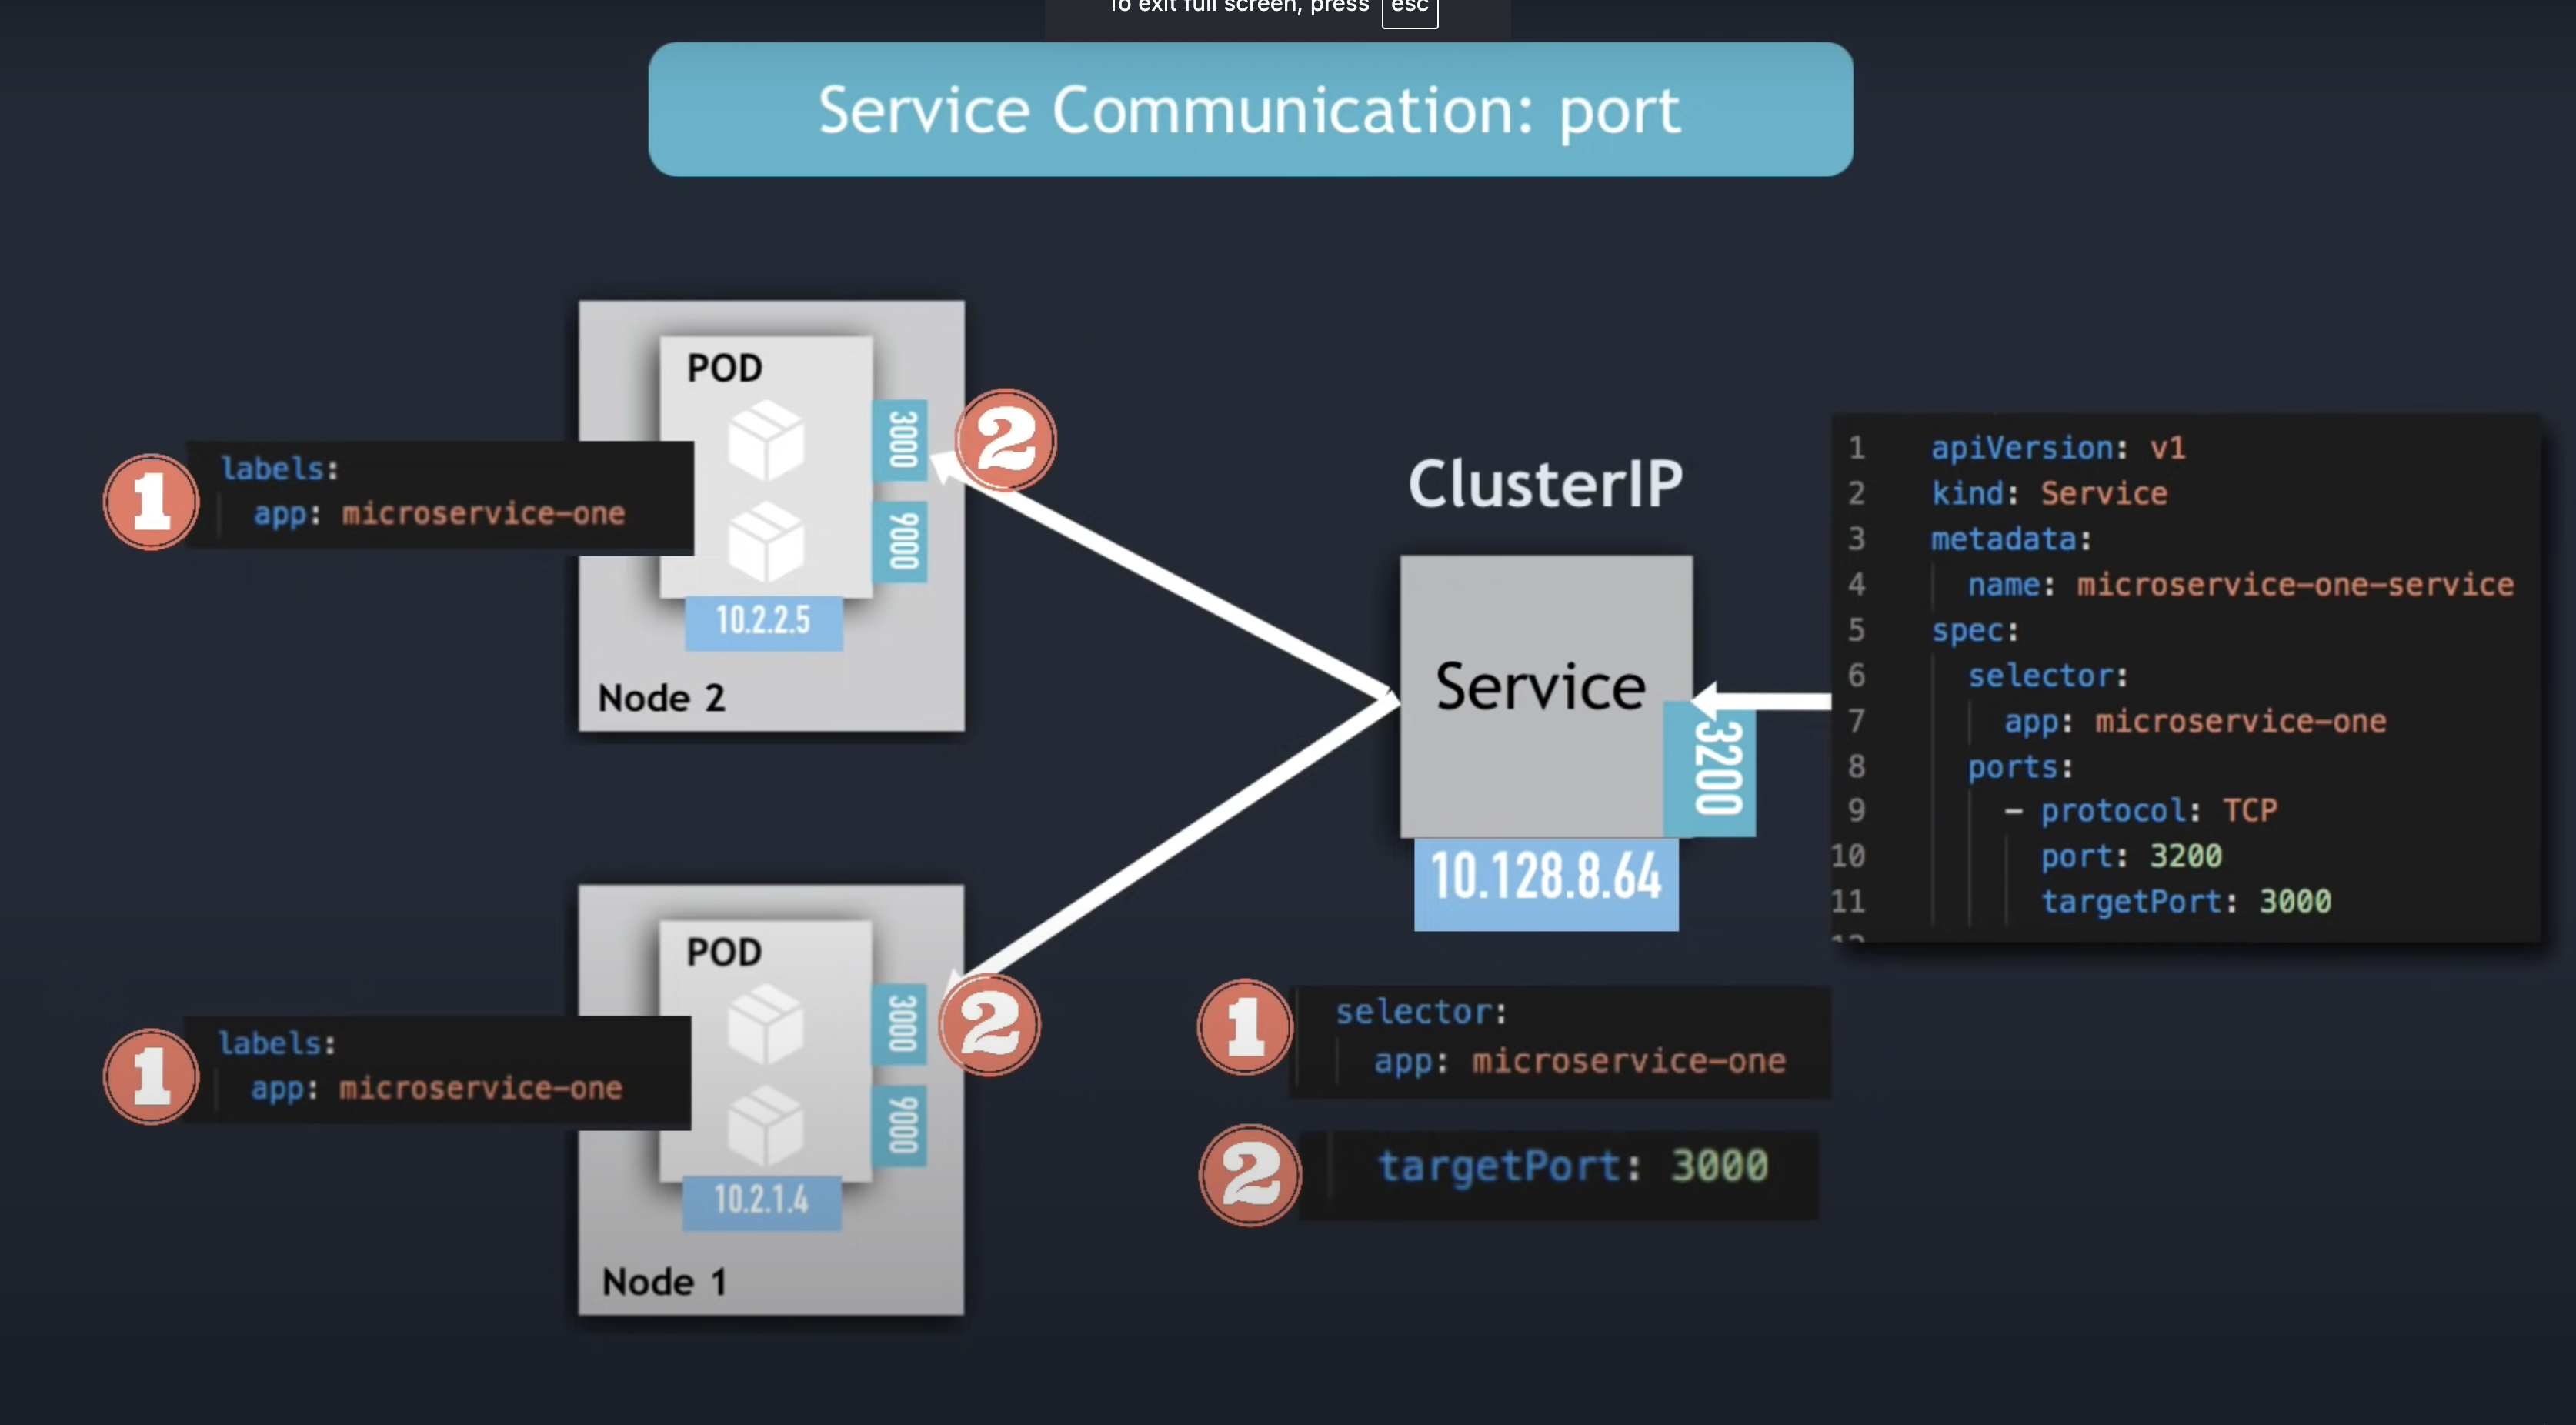 To exit full screen, press esc
Service Communication: port
POD
3000
9000
labels:
app: microservice-one
10.2.2.5
Node 2
2
1
ClusterIP
Service
3200
10.128.8.64
1 apiVersion: v1
2 kind: Service
3 metadata:
4 name: microservice-one-service
5 spec:
6 selector:
7 app: microservice-one
8 ports:
9 - protocol: TCP
10 port: 3200
11 targetPort: 3000
12
POD
3000
9000
1
labels:
app: microservice-one
10.2.1.4
Node 1
2
1
selector:
app: microservice-one
2
targetPort: 3000